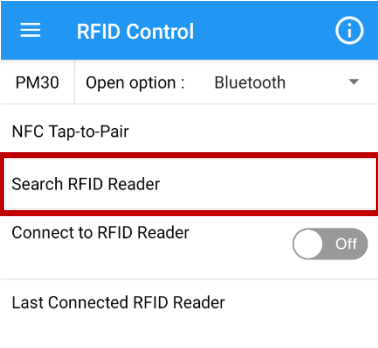 RFID Control
PM30 Open option : Bluetooth
NFC Tap-to-Pair
Search RFID Reader
Connect to RFID Reader Off
Last Connected RFID Reader